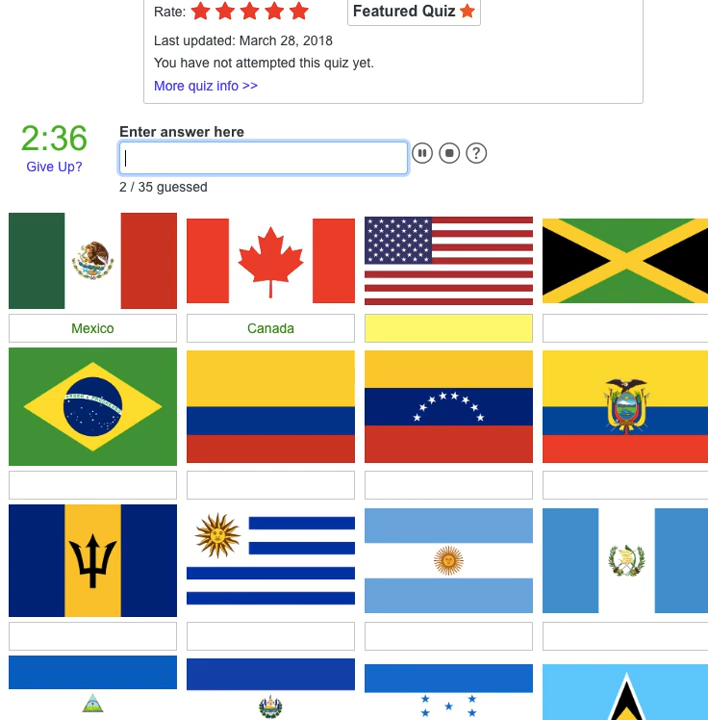 Rate:
Featured Quiz
Last updated: March 28, 2018
You have not attempted this quiz yet.
More quiz info >>
2:36
Give Up?
Enter answer here
?
2 / 35 guessed
Mexico
Canada